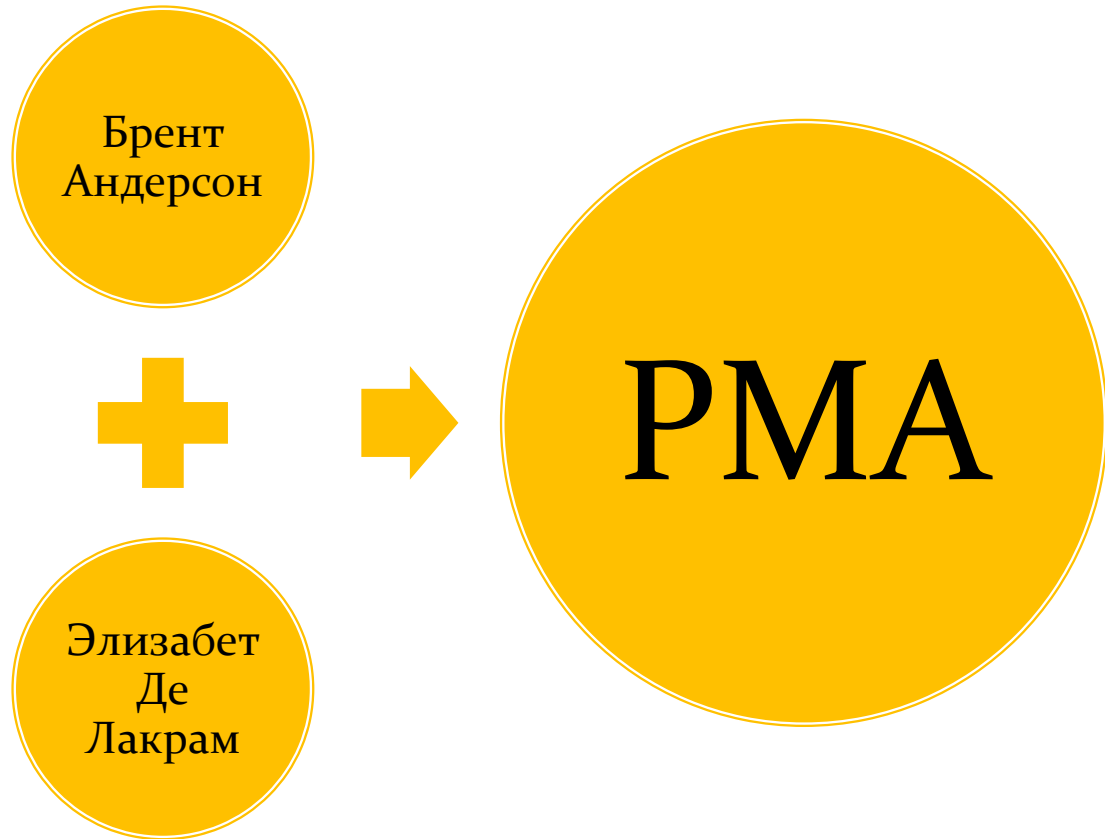 Брент
Андерсон
Элизабет
Де
Лакрам
PMA